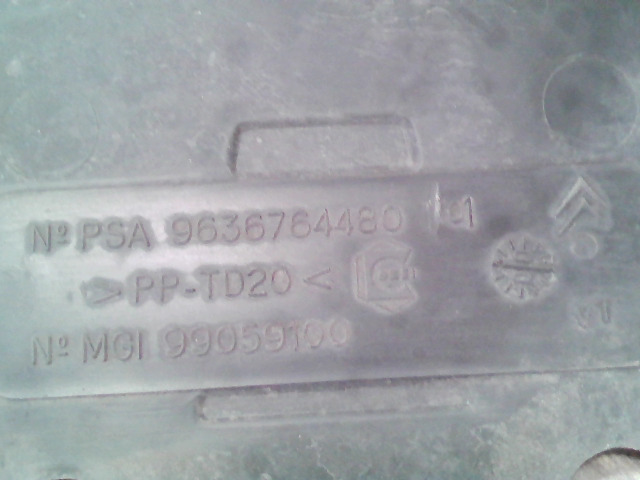 Nº PSA 9636764480
> PP-TD20 <
Nº MGI 99059100